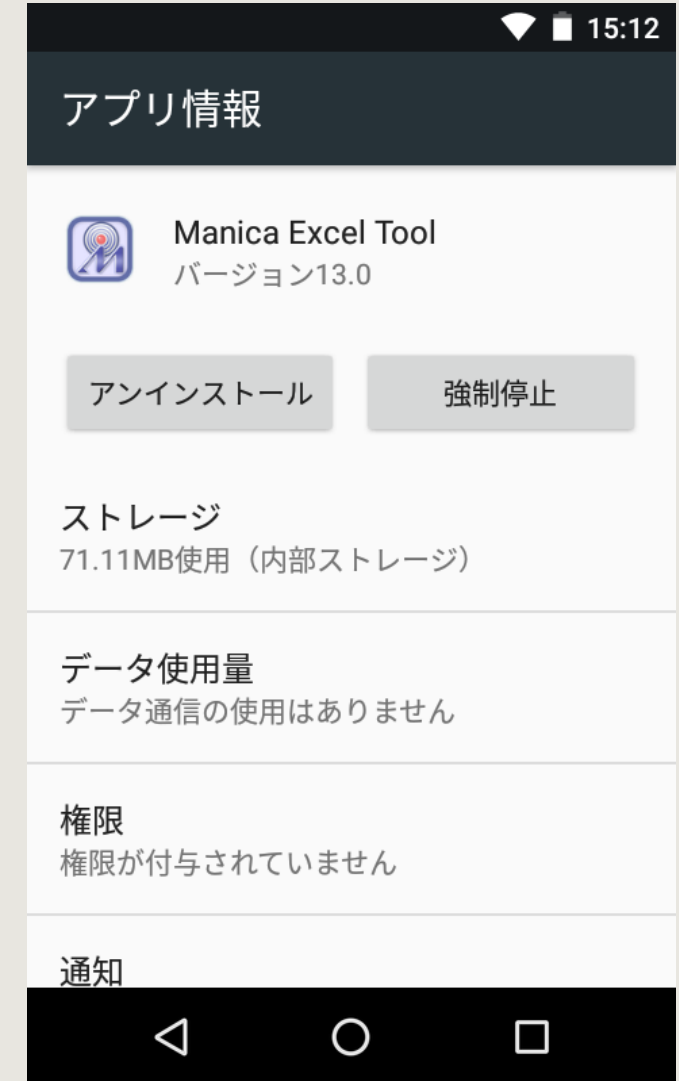 15:12
アプリ情報
Manica Excel Tool
バージョン13.0
アンインストール 強制停止
ストレージ
71.11MB使用（内部ストレージ）
データ使用量
データ通信の使用はありません
権限
権限が付与されていません
通知